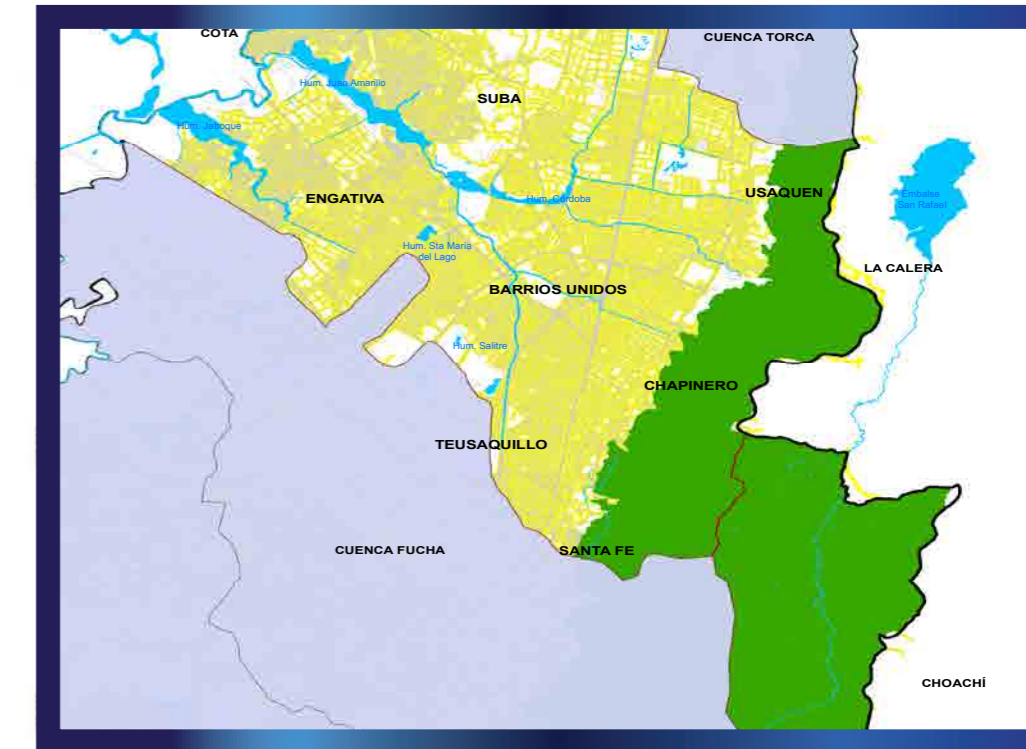 COTA
CUENCA TORCA
Hum. Juan Amarillo
SUBA
Hum. Jaboque
USAQUEN
ENGATIVA
Hum. Córdoba
Embalse
San Rafael
Hum. Sta Maria
del Lago
LA CALERA
BARRIOS UNIDOS
Hum. Salitre
CHAPINERO
TEUSAQUILLO
CUENCA FUCHA
SANTA FE
CHOACHÍ